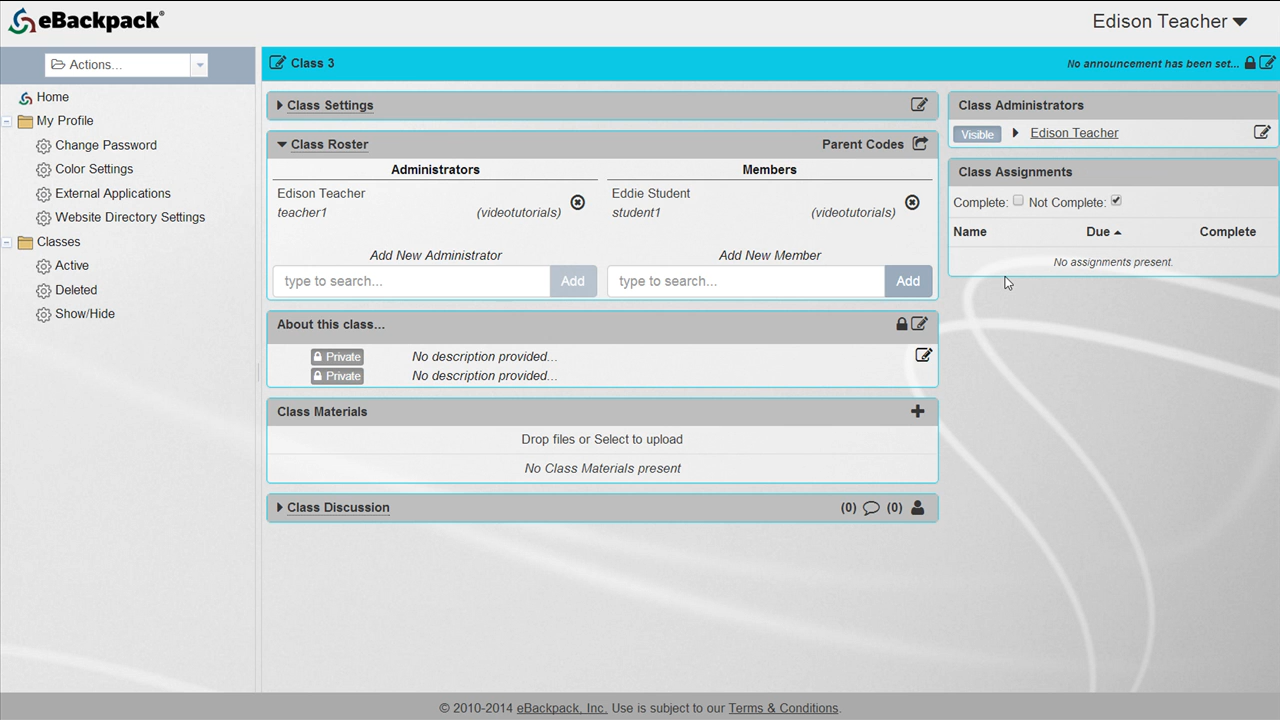 eBackpack®
Edison Teacher
Actions...
Home
My Profile
Change Password
Color Settings
External Applications
Website Directory Settings
Classes
Active
Deleted
Show/Hide
Class 3
No announcement has been set...
Class Settings
Class Roster
Parent Codes
Administrators
Members
Edison Teacher
teacher1
(videotutorials)
Eddie Student
student1
(videotutorials)
Add New Administrator
Add New Member
type to search...
Add
type to search...
Add
About this class...
Private
No description provided...
Private
No description provided...
Class Materials
Drop files or Select to upload
No Class Materials present
Class Discussion
(0)
(0)
Class Administrators
Visible
Edison Teacher
Class Assignments
Complete:
Not Complete:
Name
Due
Complete
No assignments present.
© 2010-2014 eBackpack, Inc. Use is subject to our Terms & Conditions.